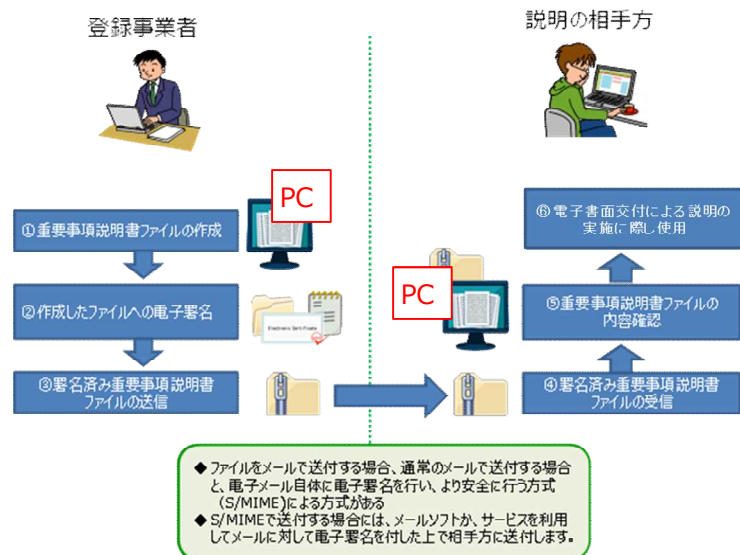 登録事業者
説明の相手方
PC
①重要事項説明書ファイルの作成
②作成したファイルへの電子署名
Electronic Certificate
③署名済み重要事項説明書
ファイルの送信
④署名済み重要事項説明書
ファイルの受信
PC
⑤重要事項説明書ファイルの
内容確認
⑥電子書面交付による説明の
実施に際し使用
◆ファイルをメールで送付する場合、通常のメールで送付する場合
と、電子メール自体に電子署名を行い、より安全に行う方式
(S/MIME)による方式がある
◆S/MIMEで送付する場合には、メールソフトか、サービスを利用
してメールに対して電子署名を付した上で相手方に送付します。